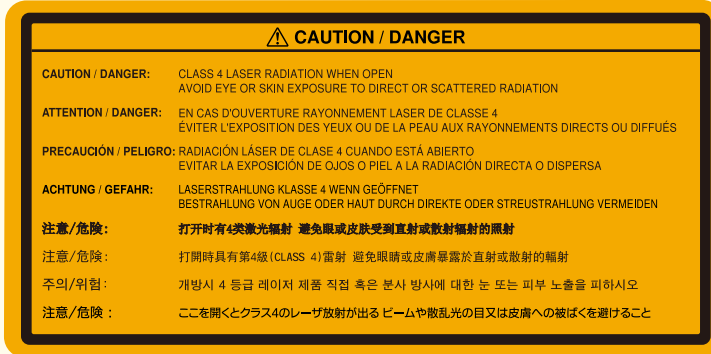 ⚠ CAUTION / DANGER
CAUTION / DANGER: CLASS 4 LASER RADIATION WHEN OPEN
AVOID EYE OR SKIN EXPOSURE TO DIRECT OR SCATTERED RADIATION
ATTENTION / DANGER: EN CAS D'OUVERTURE RAYONNEMENT LASER DE CLASSE 4
ÉVITER L'EXPOSITION DES YEUX OU DE LA PEAU AUX RAYONNEMENTS DIRECTS OU DIFFUÉS
PRECAUCIÓN / PELIGRO: RADIACIÓN LÁSER DE CLASE 4 CUANDO ESTÁ ABIERTO
EVITAR LA EXPOSICIÓN DE OJOS O PIEL A LA RADIACIÓN DIRECTA O DISPERSA
ACHTUNG / GEFAHR: LASERSTRAHLUNG KLASSE 4 WENN GEÖFFNET
BESTRAHLUNG VON AUGE ODER HAUT DURCH DIREKTE ODER STREUSTRAHLUNG VERMEIDEN
注意/危险: 打开时有4类激光辐射 避免眼或皮肤受到直射或散射辐射的照射
注意/危險: 打開時具有第4級(CLASS 4)雷射 避免眼睛或皮膚暴露於直射或散射的輻射
주의/위험: 개방시 4 등급 레이저 제품 직접 혹은 분사 방사에 대한 눈 또는 피부 노출을 피하시오
注意/危険 : ここを開くとクラス4のレーザ放射が出る ビームや散乱光の目又は皮膚への被ばくを避けること